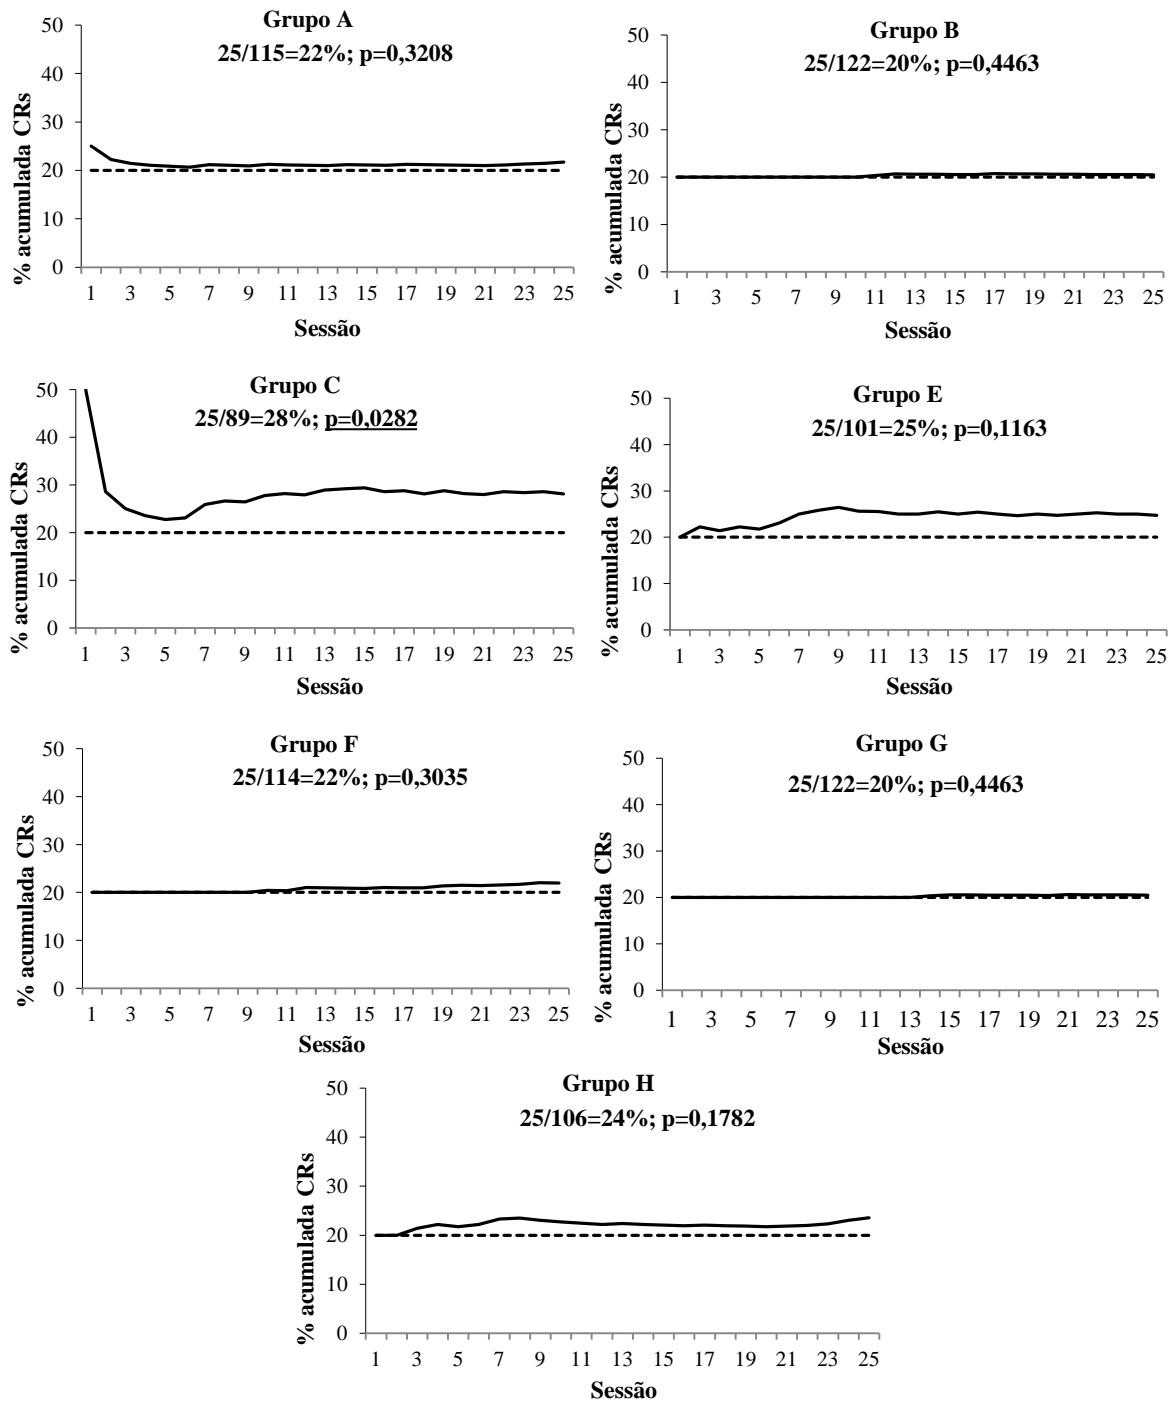 Grupo A
25/115=22%; p=0,3208
% acumulada CRs
50
40
30
20
10
0
1 3 5 7 9 11 13 15 17 19 21 23 25
Sessão
Grupo B
25/122=20%; p=0,4463
% acumulada CRs
50
40
30
20
10
0
1 3 5 7 9 11 13 15 17 19 21 23 25
Sessão
Grupo C
25/89=28%; p=0,0282
% acumulada CRs
50
40
30
20
10
0
1 3 5 7 9 11 13 15 17 19 21 23 25
Sessão
Grupo E
25/101=25%; p=0,1163
% acumulada CRs
50
40
30
20
10
0
1 3 5 7 9 11 13 15 17 19 21 23 25
Sessão
Grupo F
25/114=22%; p=0,3035
% acumulada CRs
50
40
30
20
10
0
1 3 5 7 9 11 13 15 17 19 21 23 25
Sessão
Grupo G
25/122=20%; p=0,4463
% acumulada CRs
50
40
30
20
10
0
1 3 5 7 9 11 13 15 17 19 21 23 25
Sessão
Grupo H
25/106=24%; p=0,1782
% acumulada CRs
50
40
30
20
10
0
1 3 5 7 9 11 13 15 17 19 21 23 25
Sessão